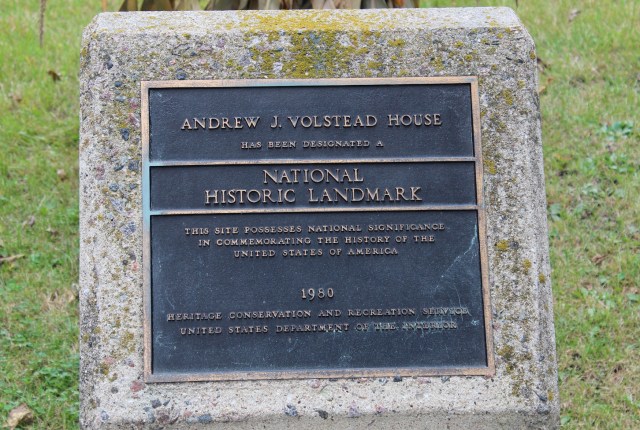 ANDREW J. VOLSTEAD HOUSE
HAS BEEN DESIGNATED A
NATIONAL
HISTORIC LANDMARK
THIS SITE POSSESSES NATIONAL SIGNIFICANCE
IN COMMEMORATING THE HISTORY OF THE
UNITED STATES OF AMERICA
1980
HERITAGE CONSERVATION AND RECREATION SERVICE
UNITED STATES DEPARTMENT OF THE INTERIOR